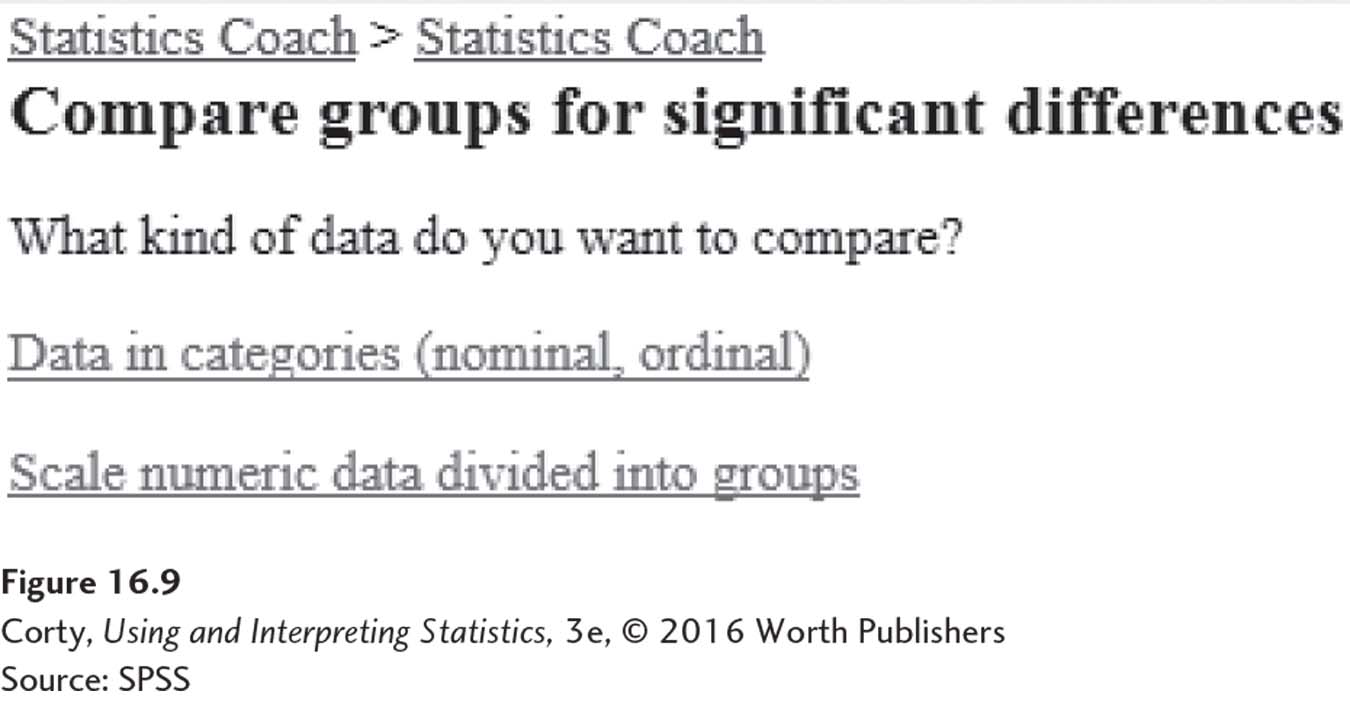 Statistics Coach > Statistics Coach
Compare groups for significant differences
What kind of data do you want to compare?
Data in categories (nominal, ordinal)
Scale numeric data divided into groups
Figure 16.9
Corty, Using and Interpreting Statistics, 3e, © 2016 Worth Publishers
Source: SPSS